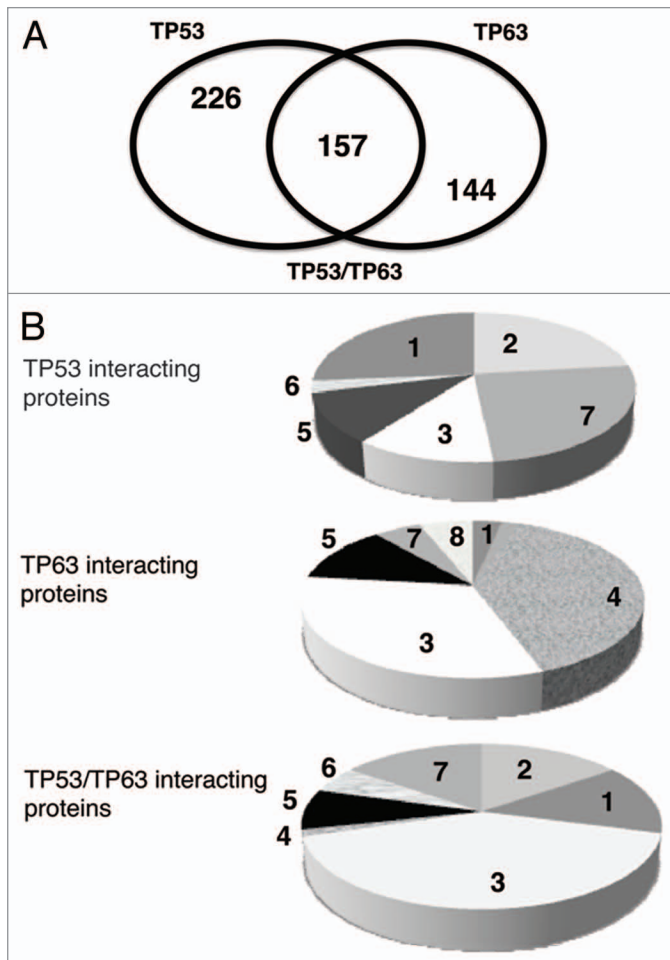 A
TP53
TP63
226
157
144
TP53/TP63
B
TP53 interacting
proteins
1
2
6
7
5
3
TP63 interacting
proteins
5
7
8
1
4
3
TP53/TP63 interacting
proteins
6
7
2
5
1
4
3